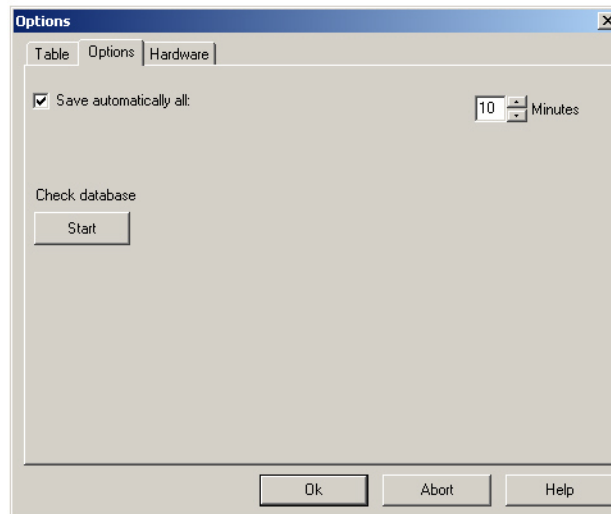 Options
Table Options Hardware
Save automatically all: 10 Minutes
Check database
Start
Ok Abort Help